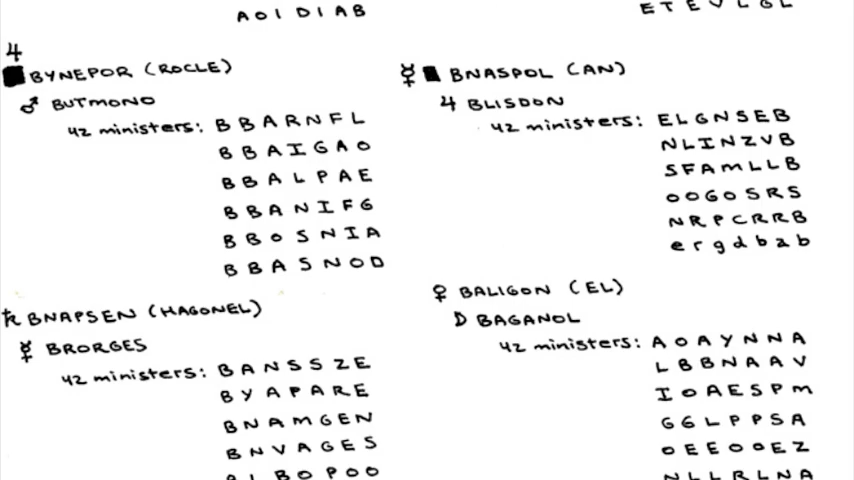 AOIDIAB
♃
BYNEPOR (ROCLE)
♂ BUTMONO
42 ministers: BBARNFL
BBAIGAO
BBALPAE
BBANIFG
BBOSNIA
BBASNOD
♄ BNAPSEN (HAGONEL)
☿ BRORGES
42 ministers: BANSSZE
BYAPARE
BNAMGEN
BNVAGES
ETEVLGL
☿ BNASPOL (AN)
♃ BLISDON
42 ministers: ELGNSEB
NLINZVB
SFAMLLB
OOGOSRS
NRPCRRB
ergdbab
♀ BALIGON (EL)
☽ BAGANOL
42 ministers: AOAYNNA
LBBNAAV
IOAESPM
GGLPPSA
OEEOOEZ
NLLRLNA